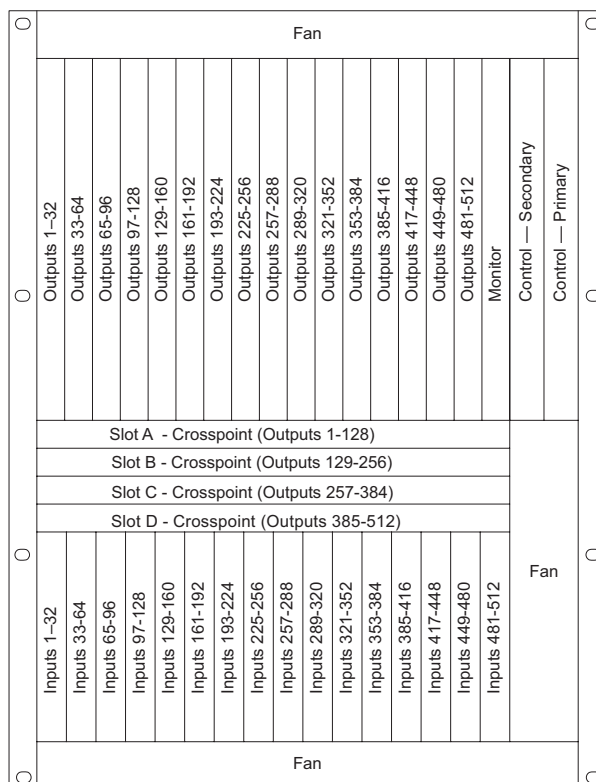 Fan
Outputs 1–32
Outputs 33-64
Outputs 65-96
Outputs 97-128
Outputs 129-160
Outputs 161-192
Outputs 193-224
Outputs 225-256
Outputs 257-288
Outputs 289-320
Outputs 321-352
Outputs 353-384
Outputs 385-416
Outputs 417-448
Outputs 449-480
Outputs 481-512
Monitor
Control — Secondary
Control — Primary
Slot A - Crosspoint (Outputs 1-128)
Slot B - Crosspoint (Outputs 129-256)
Slot C - Crosspoint (Outputs 257-384)
Slot D - Crosspoint (Outputs 385-512)
Inputs 1–32
Inputs 33-64
Inputs 65-96
Inputs 97-128
Inputs 129-160
Inputs 161-192
Inputs 193-224
Inputs 225-256
Inputs 257-288
Inputs 289-320
Inputs 321-352
Inputs 353-384
Inputs 385-416
Inputs 417-448
Inputs 449-480
Inputs 481-512
Fan
Fan